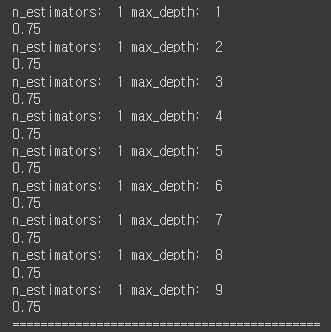 n_estimators:  1 max_depth:  1
0.75
n_estimators:  1 max_depth:  2
0.75
n_estimators:  1 max_depth:  3
0.75
n_estimators:  1 max_depth:  4
0.75
n_estimators:  1 max_depth:  5
0.75
n_estimators:  1 max_depth:  6
0.75
n_estimators:  1 max_depth:  7
0.75
n_estimators:  1 max_depth:  8
0.75
n_estimators:  1 max_depth:  9
0.75
============================================